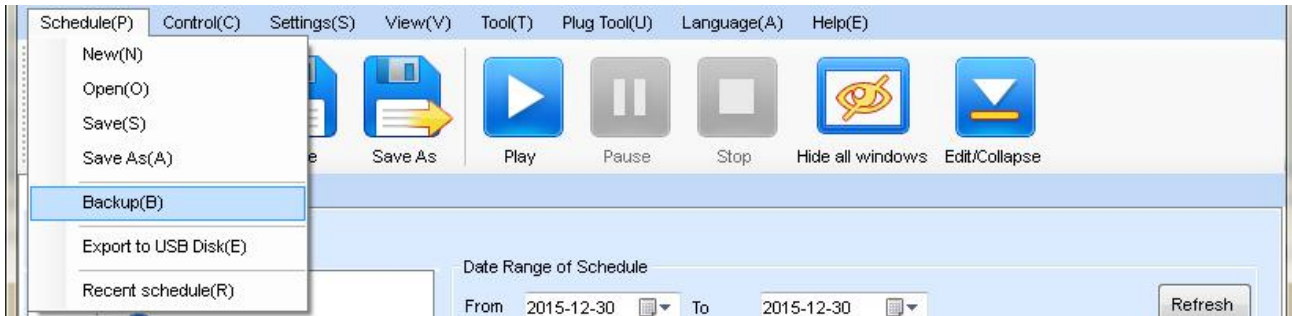 Schedule(P) Control(C) Settings(S) View(V) Tool(T) Plug Tool(U) Language(A) Help(E)
New(N)
Open(O)
Save(S)
Save As(A)
Backup(B)
Export to USB Disk(E)
Recent schedule(R)
Save As Play Pause Stop Hide all windows Edit/Collapse
Date Range of Schedule
From 2015-12-30 To 2015-12-30 Refresh